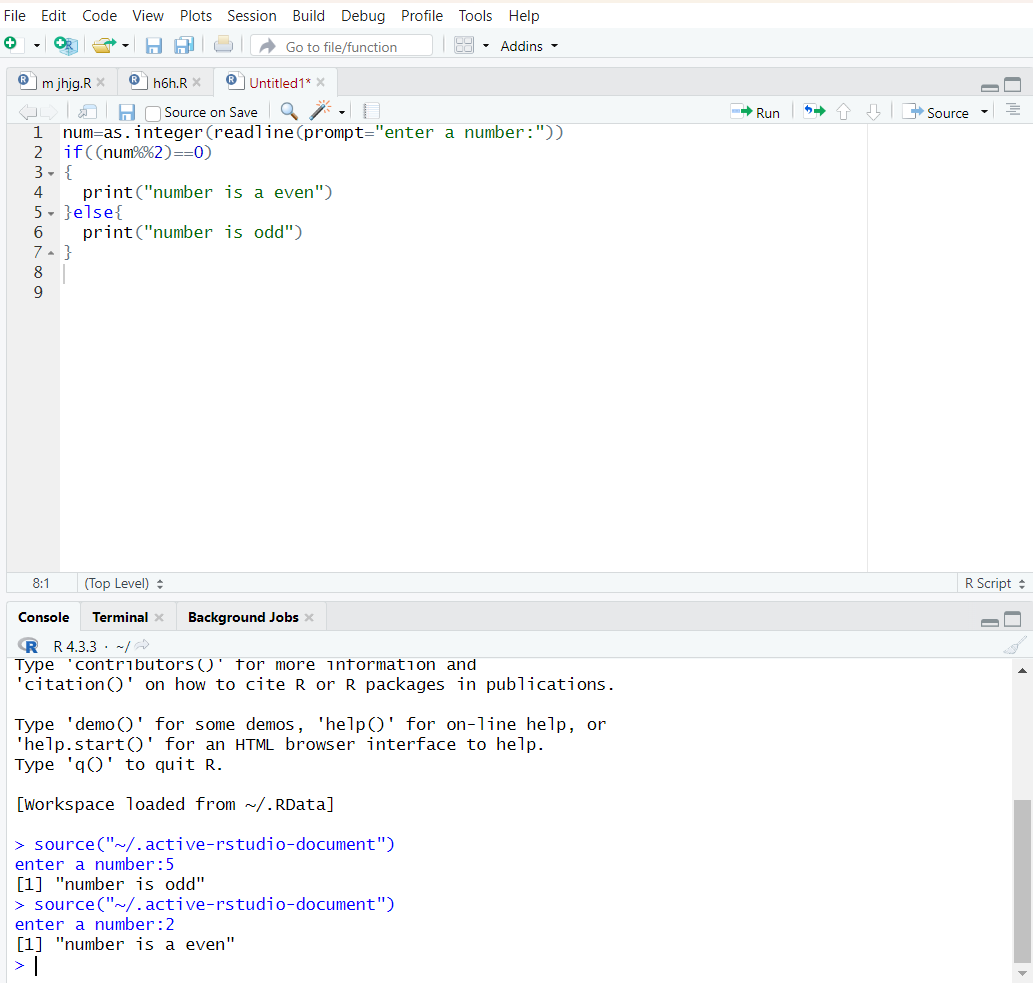 File Edit Code View Plots Session Build Debug Profile Tools Help
Go to file/function Addins
m jhjg.R h6h.R Untitled1*
Source on Save Run Source
1 num=as.integer(readline(prompt="enter a number:"))
2 if((num%%2)==0)
3 {
4 print("number is a even")
5 }else{
6 print("number is odd")
7 }
8
9
8:1 (Top Level) R Script
Console Terminal Background Jobs
R R 4.3.3 · ~/
Type 'contributors()' for more information and
'citation()' on how to cite R or R packages in publications.
Type 'demo()' for some demos, 'help()' for on-line help, or
'help.start()' for an HTML browser interface to help.
Type 'q()' to quit R.
[Workspace loaded from ~/.RData]
> source("~/.active-rstudio-document")
enter a number:5
[1] "number is odd"
> source("~/.active-rstudio-document")
enter a number:2
[1] "number is a even"
>